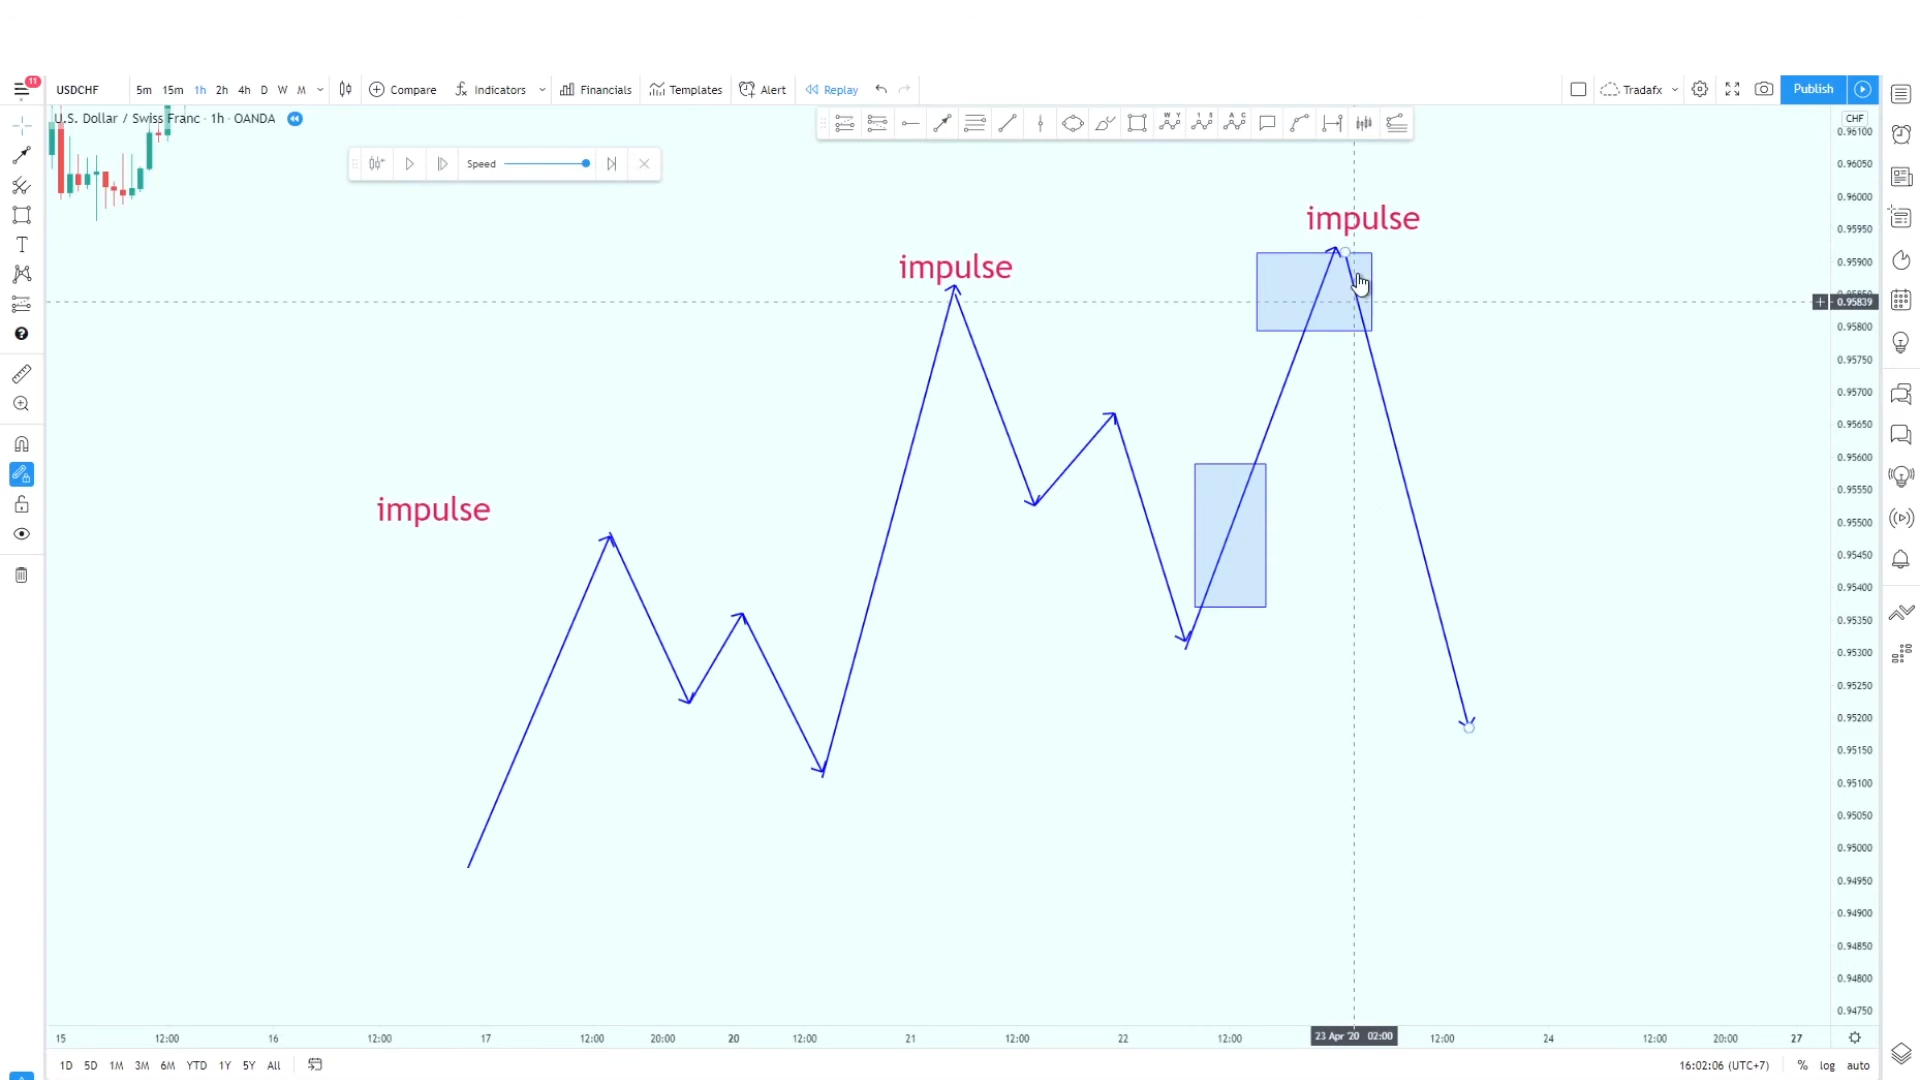 11
USDCHF
5m 15m 1h 2h 4h D W M
Compare
Indicators
Financials
Templates
Alert
Replay
Tradafx
Publish
U.S. Dollar / Swiss Franc · 1h · OANDA
Speed
CHF
0.96100
0.96050
0.96000
0.95950
0.95900
0.95839
0.95800
0.95750
0.95700
0.95650
0.95600
0.95550
0.95500
0.95450
0.95400
0.95350
0.95300
0.95250
0.95200
0.95150
0.95100
0.95050
0.95000
0.94950
0.94900
0.94850
0.94800
0.94750
impulse
impulse
impulse
15 12:00 16 12:00 17 12:00 20:00 20 12:00 21 12:00 22 12:00 23 Apr '20 02:00 12:00 24 12:00 20:00 27
1D 5D 1M 3M 6M YTD 1Y 5Y All
16:02:06 (UTC+7) % log auto